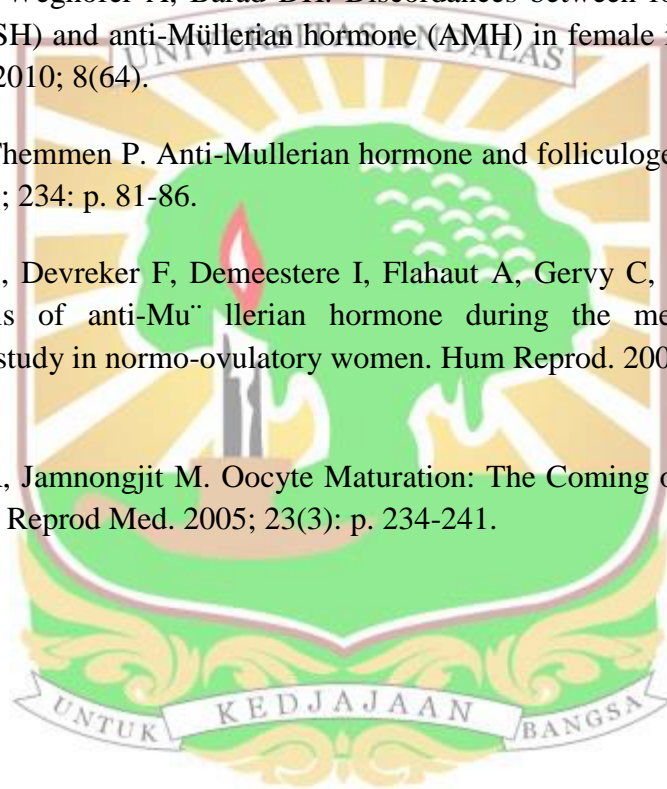 Weghofer A, Barad DH. Discordances between fo
SH) and anti-Müllerian hormone (AMH) in female i
UNIVERSITAS ANDALAS
2010; 8(64).
Themmen P. Anti-Mullerian hormone and folliculoge
; 234: p. 81-86.
, Devreker F, Demeestere I, Flahaut A, Gervy C,
is of anti-Mu¨ llerian hormone during the me
study in normo-ovulatory women. Hum Reprod. 200
, Jamnongjit M. Oocyte Maturation: The Coming o
Reprod Med. 2005; 23(3): p. 234-241.
UNTUK KEDJAJAAN BANGSA